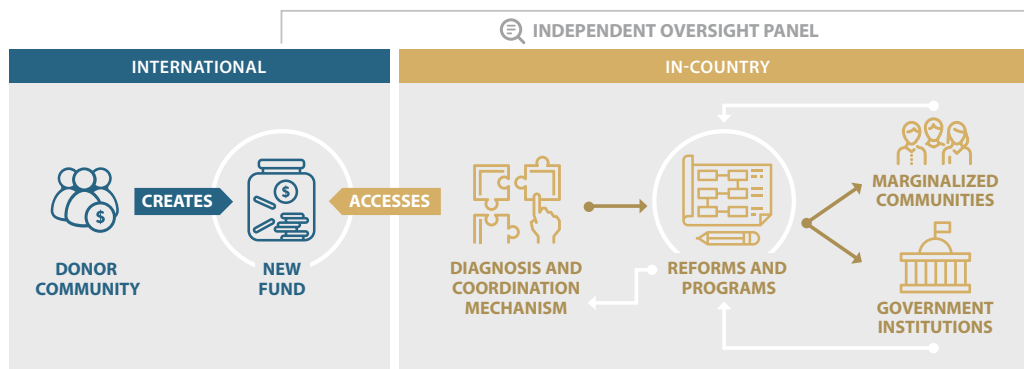 INDEPENDENT OVERSIGHT PANEL
INTERNATIONAL
IN-COUNTRY
$
$
CREATES
ACCESSES
DONOR
COMMUNITY
NEW
FUND
DIAGNOSIS AND
COORDINATION
MECHANISM
REFORMS AND
PROGRAMS
MARGINALIZED
COMMUNITIES
GOVERNMENT
INSTITUTIONS